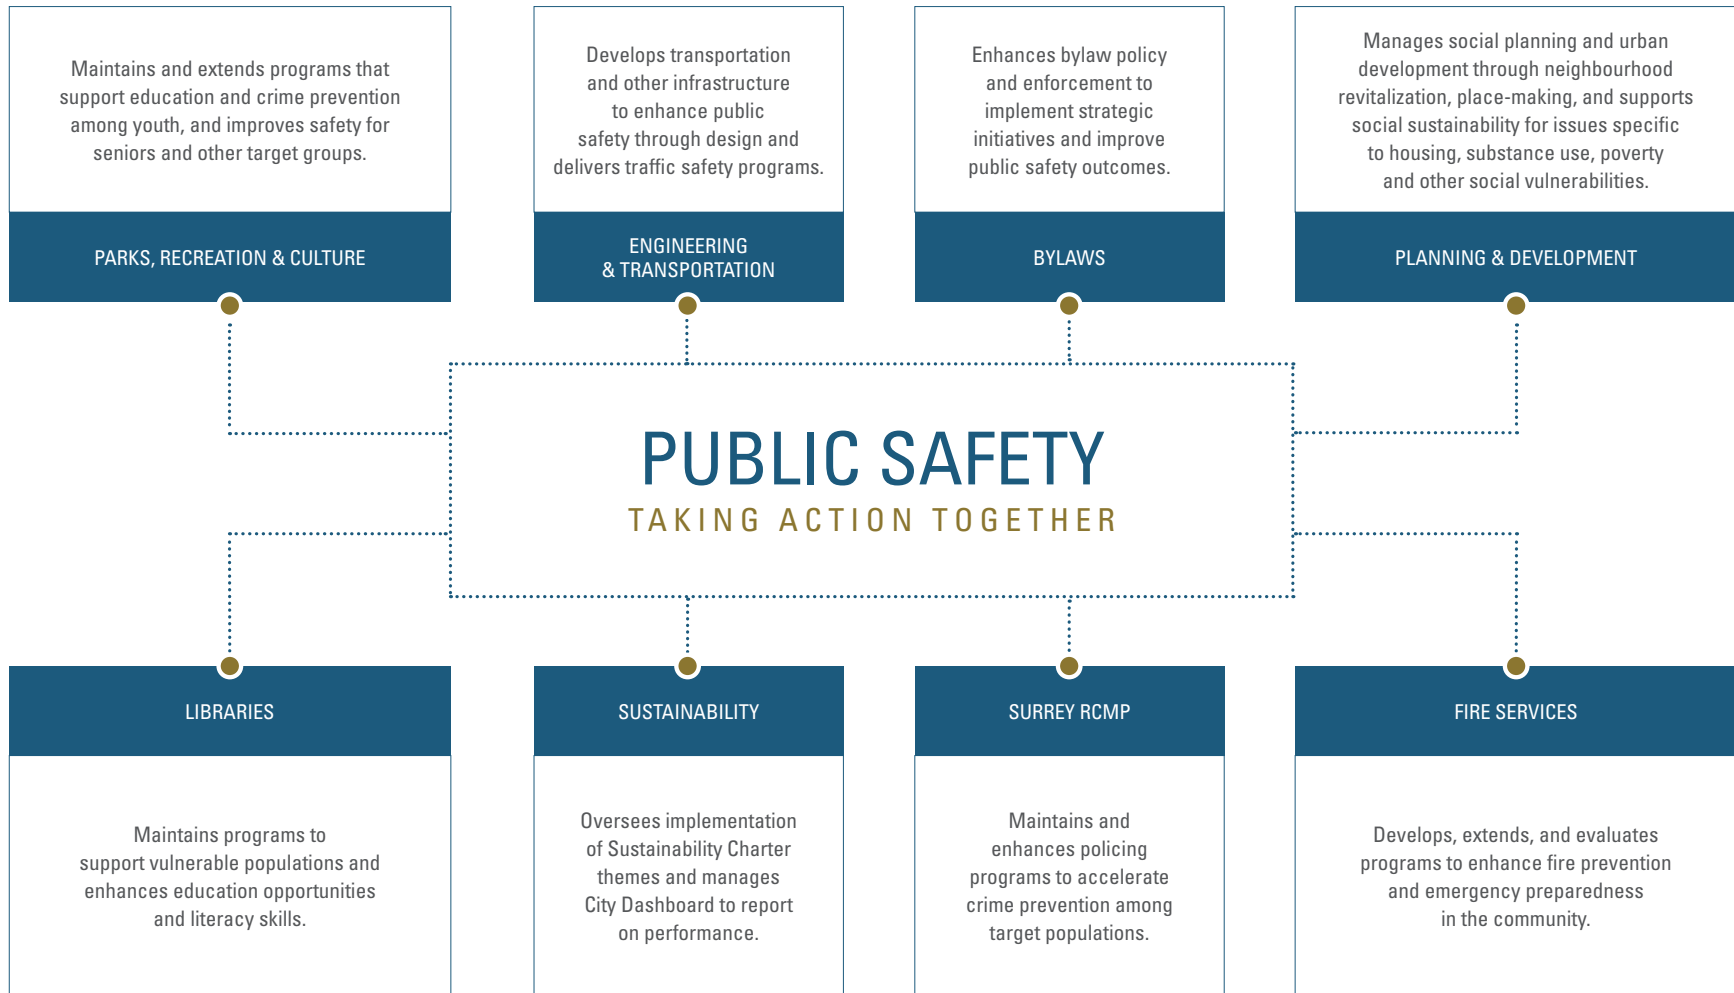 Maintains and extends programs that
support education and crime prevention
among youth, and improves safety for
seniors and other target groups.
PARKS, RECREATION & CULTURE
Develops transportation
and other infrastructure
to enhance public
safety through design and
delivers traffic safety programs.
ENGINEERING
& TRANSPORTATION
Enhances bylaw policy
and enforcement to
implement strategic
initiatives and improve
public safety outcomes.
BYLAWS
Manages social planning and urban
development through neighbourhood
revitalization, place-making, and supports
social sustainability for issues specific
to housing, substance use, poverty
and other social vulnerabilities.
PLANNING & DEVELOPMENT
PUBLIC SAFETY
TAKING ACTION TOGETHER
LIBRARIES
Maintains programs to
support vulnerable populations and
enhances education opportunities
and literacy skills.
SUSTAINABILITY
Oversees implementation
of Sustainability Charter
themes and manages
City Dashboard to report
on performance.
SURREY RCMP
Maintains and
enhances policing
programs to accelerate
crime prevention among
target populations.
FIRE SERVICES
Develops, extends, and evaluates
programs to enhance fire prevention
and emergency preparedness
in the community.